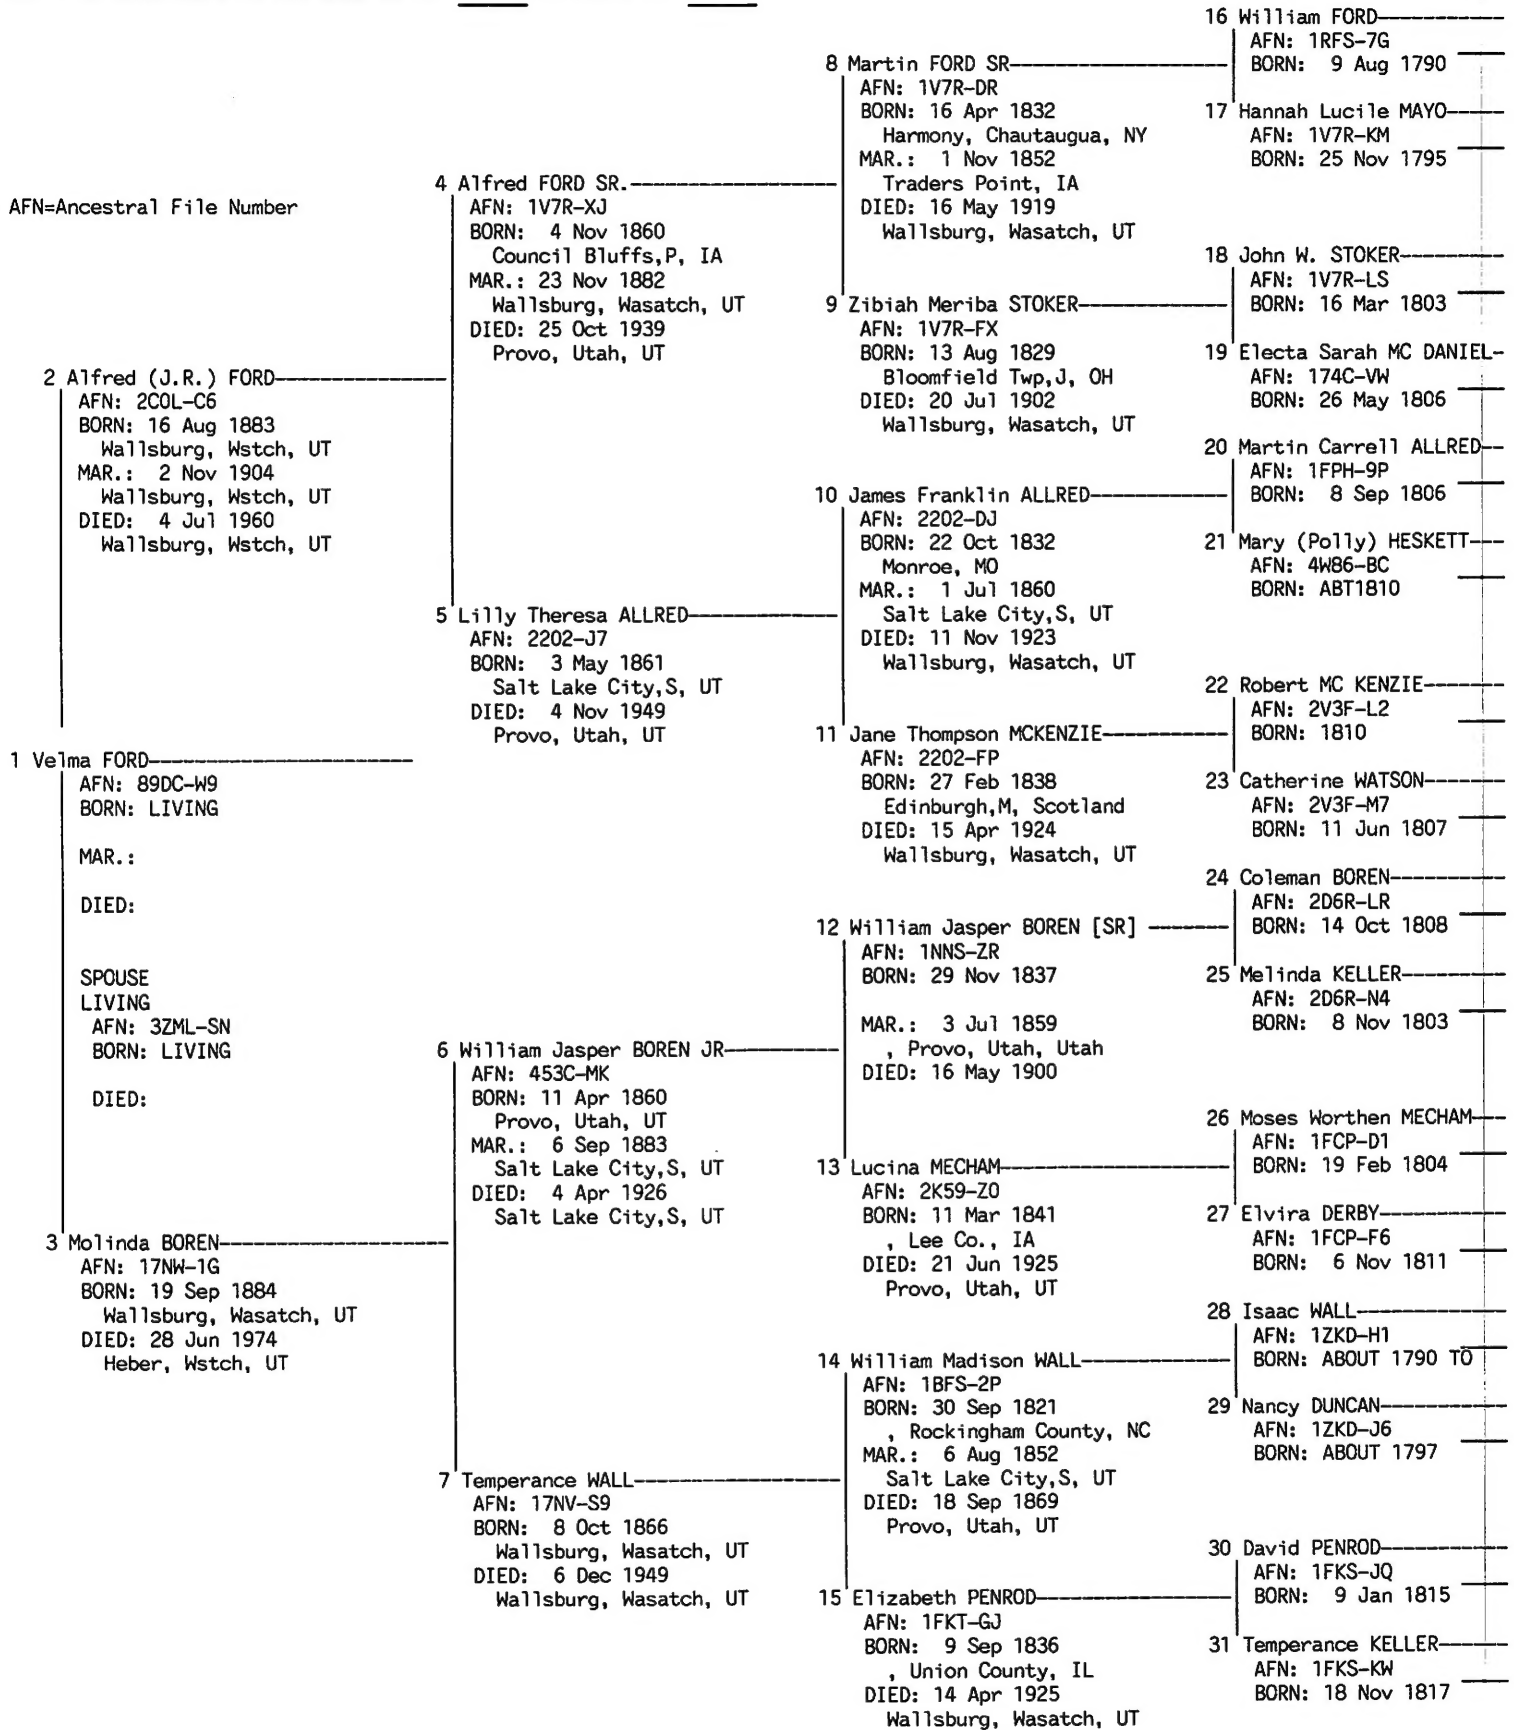 AFN=Ancestral File Number
1 Velma FORD
AFN: 89DC-W9
BORN: LIVING
MAR.:
DIED:
SPOUSE
LIVING
AFN: 3ZML-SN
BORN: LIVING
DIED:
2 Alfred (J.R.) FORD
AFN: 2C0L-C6
BORN: 16 Aug 1883
Wallsburg, Wstch, UT
MAR.: 2 Nov 1904
Wallsburg, Wstch, UT
DIED: 4 Jul 1960
Wallsburg, Wstch, UT
3 Molinda BOREN
AFN: 17NW-1G
BORN: 19 Sep 1884
Wallsburg, Wasatch, UT
DIED: 28 Jun 1974
Heber, Wstch, UT
4 Alfred FORD SR.
AFN: 1V7R-XJ
BORN: 4 Nov 1860
Council Bluffs,P, IA
MAR.: 23 Nov 1882
Wallsburg, Wasatch, UT
DIED: 25 Oct 1939
Provo, Utah, UT
5 Lilly Theresa ALLRED
AFN: 2202-J7
BORN: 3 May 1861
Salt Lake City,S, UT
DIED: 4 Nov 1949
Provo, Utah, UT
6 William Jasper BOREN JR
AFN: 453C-MK
BORN: 11 Apr 1860
Provo, Utah, UT
MAR.: 6 Sep 1883
Salt Lake City,S, UT
DIED: 4 Apr 1926
Salt Lake City,S, UT
7 Temperance WALL
AFN: 17NV-S9
BORN: 8 Oct 1866
Wallsburg, Wasatch, UT
DIED: 6 Dec 1949
Wallsburg, Wasatch, UT
8 Martin FORD SR
AFN: 1V7R-DR
BORN: 16 Apr 1832
Harmony, Chautaugua, NY
MAR.: 1 Nov 1852
Traders Point, IA
DIED: 16 May 1919
Wallsburg, Wasatch, UT
9 Zibiah Meriba STOKER
AFN: 1V7R-FX
BORN: 13 Aug 1829
Bloomfield Twp,J, OH
DIED: 20 Jul 1902
Wallsburg, Wasatch, UT
10 James Franklin ALLRED
AFN: 2202-DJ
BORN: 22 Oct 1832
Monroe, MO
MAR.: 1 Jul 1860
Salt Lake City,S, UT
DIED: 11 Nov 1923
Wallsburg, Wasatch, UT
11 Jane Thompson MCKENZIE
AFN: 2202-FP
BORN: 27 Feb 1838
Edinburgh,M, Scotland
DIED: 15 Apr 1924
Wallsburg, Wasatch, UT
12 William Jasper BOREN [SR]
AFN: 1NNS-ZR
BORN: 29 Nov 1837
MAR.: 3 Jul 1859
, Provo, Utah, Utah
DIED: 16 May 1900
13 Lucina MECHAM
AFN: 2K59-Z0
BORN: 11 Mar 1841
, Lee Co., IA
DIED: 21 Jun 1925
Provo, Utah, UT
14 William Madison WALL
AFN: 1BFS-2P
BORN: 30 Sep 1821
, Rockingham County, NC
MAR.: 6 Aug 1852
Salt Lake City,S, UT
DIED: 18 Sep 1869
Provo, Utah, UT
15 Elizabeth PENROD
AFN: 1FKT-GJ
BORN: 9 Sep 1836
, Union County, IL
DIED: 14 Apr 1925
Wallsburg, Wasatch, UT
16 William FORD
AFN: 1RFS-7G
BORN: 9 Aug 1790
17 Hannah Lucile MAYO
AFN: 1V7R-KM
BORN: 25 Nov 1795
18 John W. STOKER
AFN: 1V7R-LS
BORN: 16 Mar 1803
19 Electa Sarah MC DANIEL
AFN: 174C-VW
BORN: 26 May 1806
20 Martin Carrell ALLRED
AFN: 1FPH-9P
BORN: 8 Sep 1806
21 Mary (Polly) HESKETT
AFN: 4W86-BC
BORN: ABT1810
22 Robert MC KENZIE
AFN: 2V3F-L2
BORN: 1810
23 Catherine WATSON
AFN: 2V3F-M7
BORN: 11 Jun 1807
24 Coleman BOREN
AFN: 2D6R-LR
BORN: 14 Oct 1808
25 Melinda KELLER
AFN: 2D6R-N4
BORN: 8 Nov 1803
26 Moses Worthen MECHAM
AFN: 1FCP-D1
BORN: 19 Feb 1804
27 Elvira DERBY
AFN: 1FCP-F6
BORN: 6 Nov 1811
28 Isaac WALL
AFN: 1ZKD-H1
BORN: ABOUT 1790 TO
29 Nancy DUNCAN
AFN: 1ZKD-J6
BORN: ABOUT 1797
30 David PENROD
AFN: 1FKS-JQ
BORN: 9 Jan 1815
31 Temperance KELLER
AFN: 1FKS-KW
BORN: 18 Nov 1817